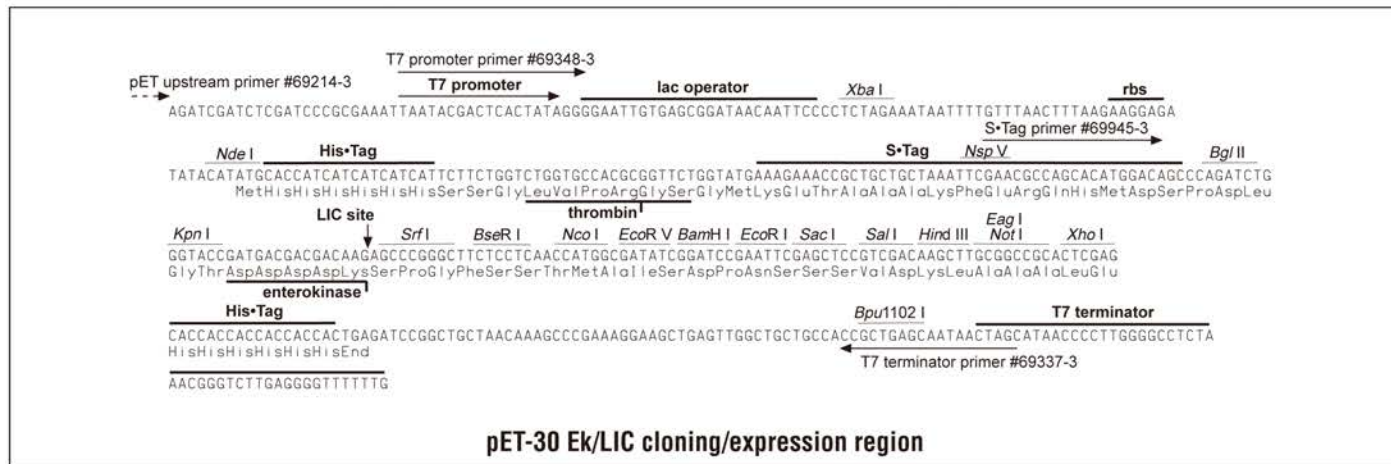 T7 promoter primer #69348-3
pET upstream primer #69214-3
T7 promoter
lac operator
Xba I
rbs
AGATCGATCTCGATCCCGCGAAATTAATACGACTCACTATAGGGGAATTGTGAGCGGATAACAATTCCCCTCTAGAAATAATTTTGTTTAACTTTAAGAAGGAGA
S•Tag primer #69945-3
Nde I
His•Tag
S•Tag
Nsp V
Bgl II
TATACATATGCACCATCATCATCATCATTCTTCTGGTCTGGTGCCACGCGGTTCTGGTATGAAAGAAACCGCTGCTGCTAAATTCGAACGCCAGCACATGGACAGCCCAGATCTG
MetHisHisHisHisHisHisSerSerGlyLeuValProArgGlySerGlyMetLysGluThrAlaAlaAlaLysPheGluArgGlnHisMetAspSerProAspLeu
thrombin
LIC site
Kpn I
Srf I
BseR I
Nco I
EcoR V
BamH I
EcoR I
Sac I
Sal I
Hind III
Eag I
Not I
Xho I
GGTACCGATGACGACGACAAGAGCCCGGGCTTCTCCTCAACCATGGCGATATCGGATCCGAATTCGAGCTCCGTCGACAAGCTTGCGGCCGCACTCGAG
GlyThrAspAspAspAspLysSerProGlyPheSerSerThrMetAlaIleSerAspProAsnSerSerSerValAspLysLeuAlaAlaAlaLeuGlu
enterokinase
His•Tag
Bpu1102 I
T7 terminator
CACCACCACCACCACCACTGAGATCCGGCTGCTAACAAAGCCCGAAAGGAAGCTGAGTTGGCTGCTGCCACCGCTGAGCAATAACTAGCATAACCCCTTGGGGCCTCTA
HisHisHisHisHisHisEnd
T7 terminator primer #69337-3
AACGGGTCTTGAGGGGTTTTTTG
pET-30 Ek/LIC cloning/expression region